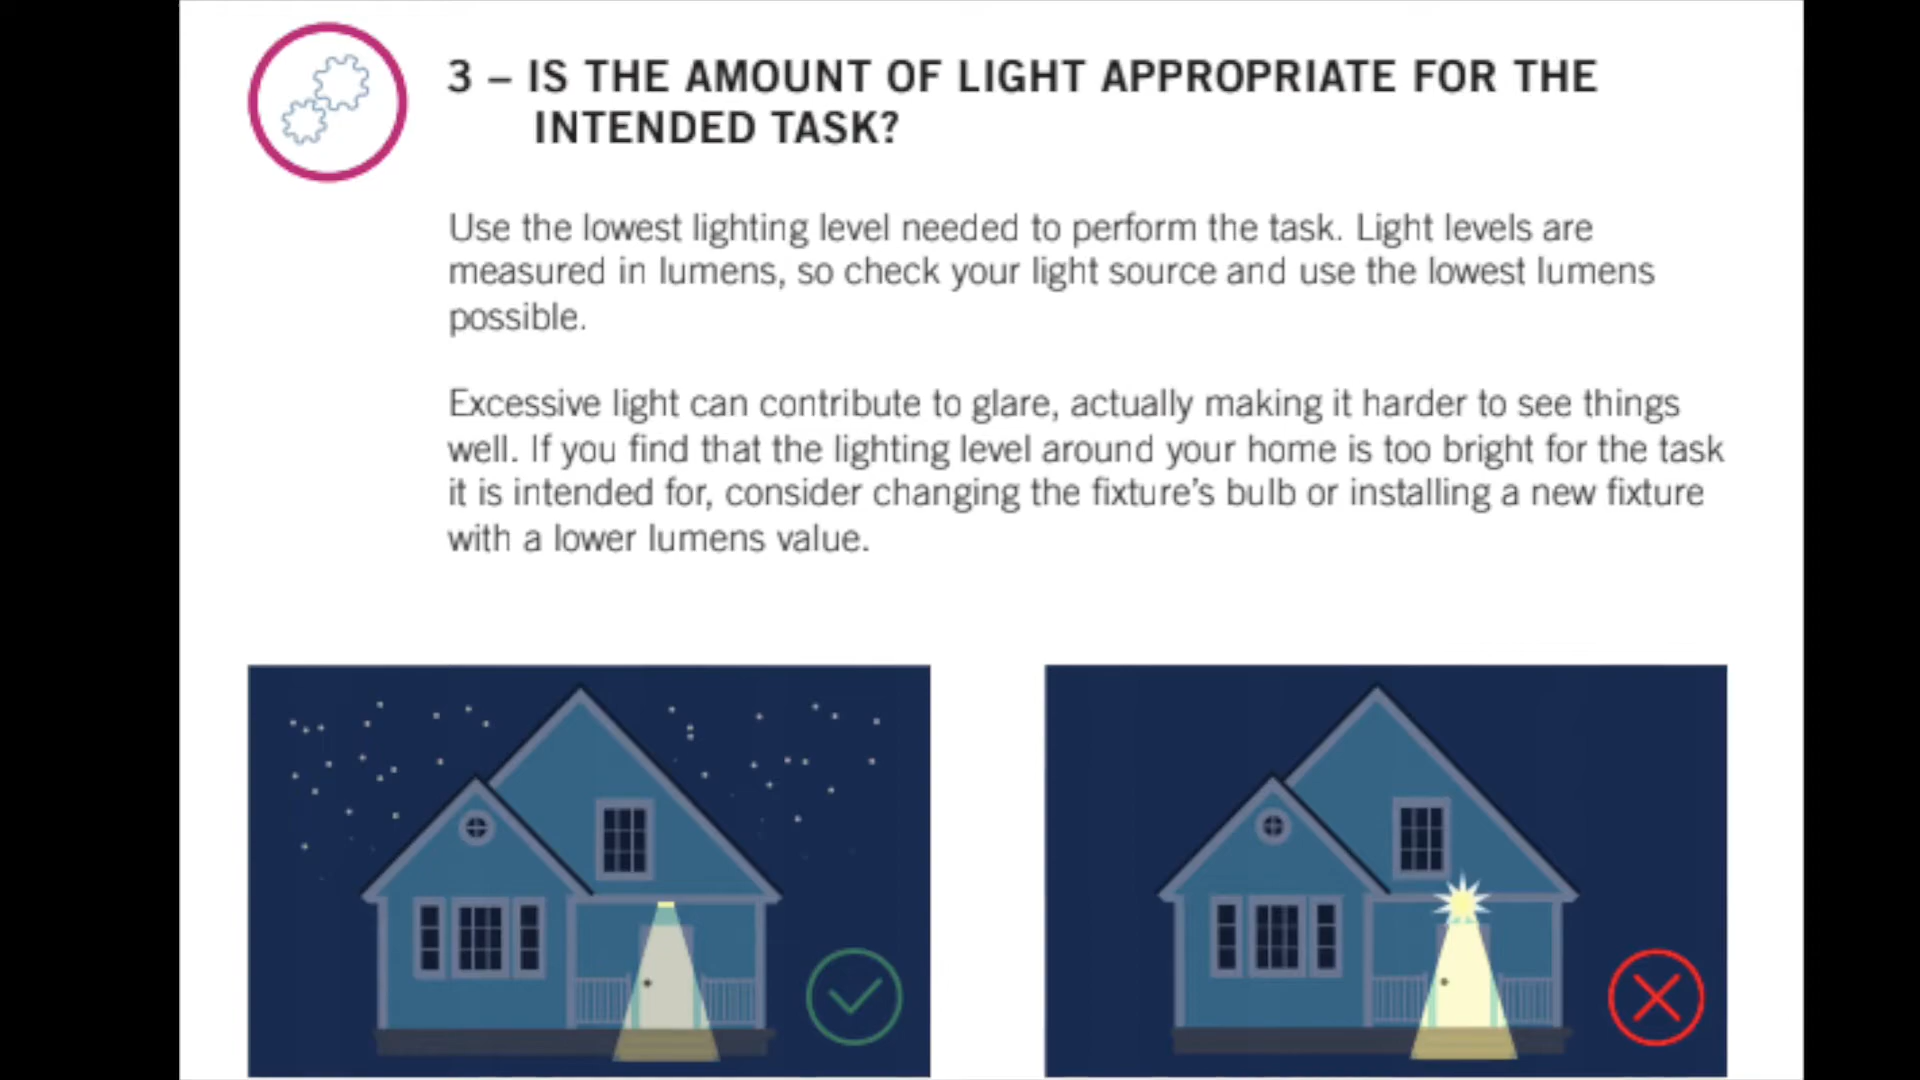 3 – IS THE AMOUNT OF LIGHT APPROPRIATE FOR THE
INTENDED TASK?
Use the lowest lighting level needed to perform the task. Light levels are
measured in lumens, so check your light source and use the lowest lumens
possible.
Excessive light can contribute to glare, actually making it harder to see things
well. If you find that the lighting level around your home is too bright for the task
it is intended for, consider changing the fixture’s bulb or installing a new fixture
with a lower lumens value.